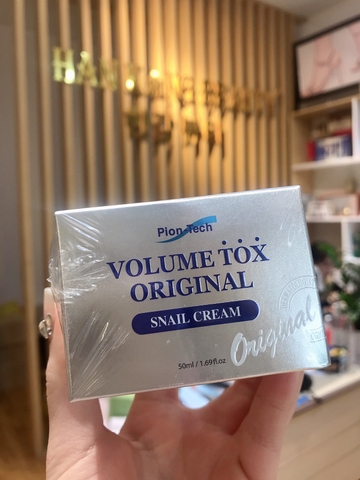 Pion-Tech
VOLUME TOX
ORIGINAL
SNAIL CREAM
50ml / 1.69fl.oz
Original